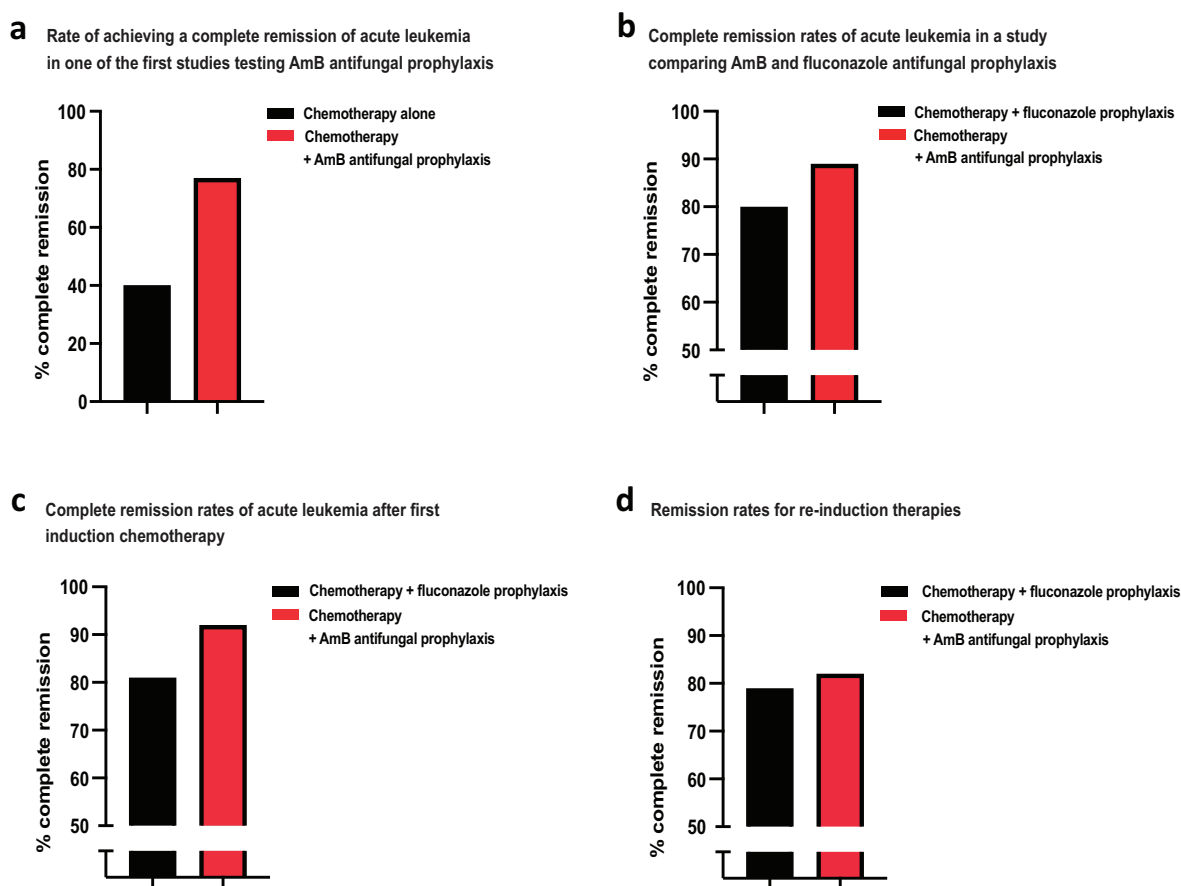 a
Rate of achieving a complete remission of acute leukemia
in one of the first studies testing AmB antifungal prophylaxis
Chemotherapy alone
Chemotherapy
+ AmB antifungal prophylaxis
% complete remission
100
80
60
40
20
0
b
Complete remission rates of acute leukemia in a study
comparing AmB and fluconazole antifungal prophylaxis
Chemotherapy + fluconazole prophylaxis
Chemotherapy
+ AmB antifungal prophylaxis
% complete remission
100
90
80
70
60
50
c
Complete remission rates of acute leukemia after first
induction chemotherapy
Chemotherapy + fluconazole prophylaxis
Chemotherapy
+ AmB antifungal prophylaxis
% complete remission
100
90
80
70
60
50
d
Remission rates for re-induction therapies
Chemotherapy + fluconazole prophylaxis
Chemotherapy
+ AmB antifungal prophylaxis
% complete remission
100
90
80
70
60
50